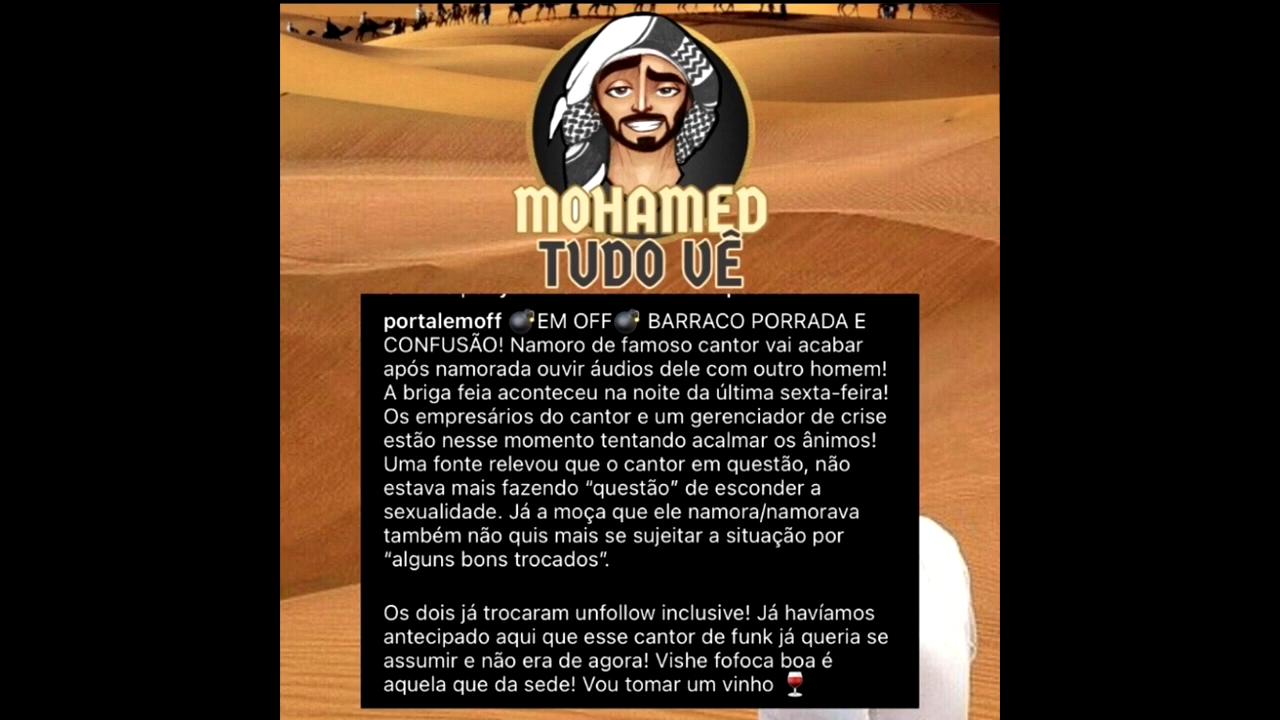 MOHAMED
TUDO VÊ
portalemoff 💣EM OFF💣 BARRACO PORRADA E
CONFUSÃO! Namoro de famoso cantor vai acabar
após namorada ouvir áudios dele com outro homem!
A briga feia aconteceu na noite da última sexta-feira!
Os empresários do cantor e um gerenciador de crise
estão nesse momento tentando acalmar os ânimos!
Uma fonte relevou que o cantor em questão, não
estava mais fazendo “questão” de esconder a
sexualidade. Já a moça que ele namora/namorava
também não quis mais se sujeitar a situação por
“alguns bons trocados”.
Os dois já trocaram unfollow inclusive! Já havíamos
antecipado aqui que esse cantor de funk já queria se
assumir e não era de agora! Vishe fofoca boa é
aquela que da sede! Vou tomar um vinho 🍷